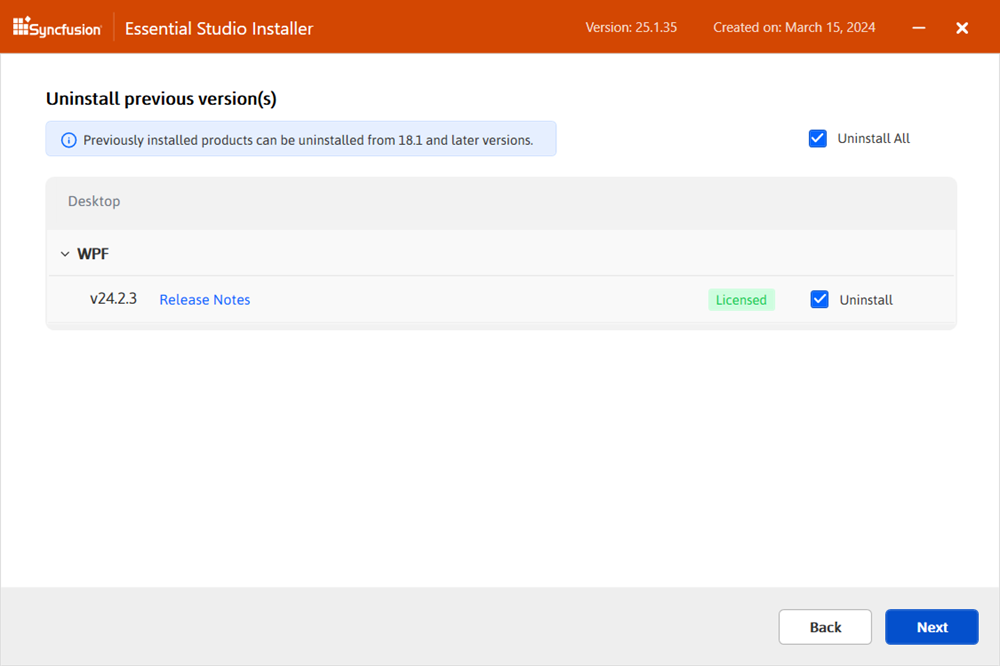 Syncfusion Essential Studio Installer Version: 25.1.35 Created on: March 15, 2024
Uninstall previous version(s)
Previously installed products can be uninstalled from 18.1 and later versions. Uninstall All
Desktop
WPF
v24.2.3 Release Notes Licensed Uninstall
Back Next